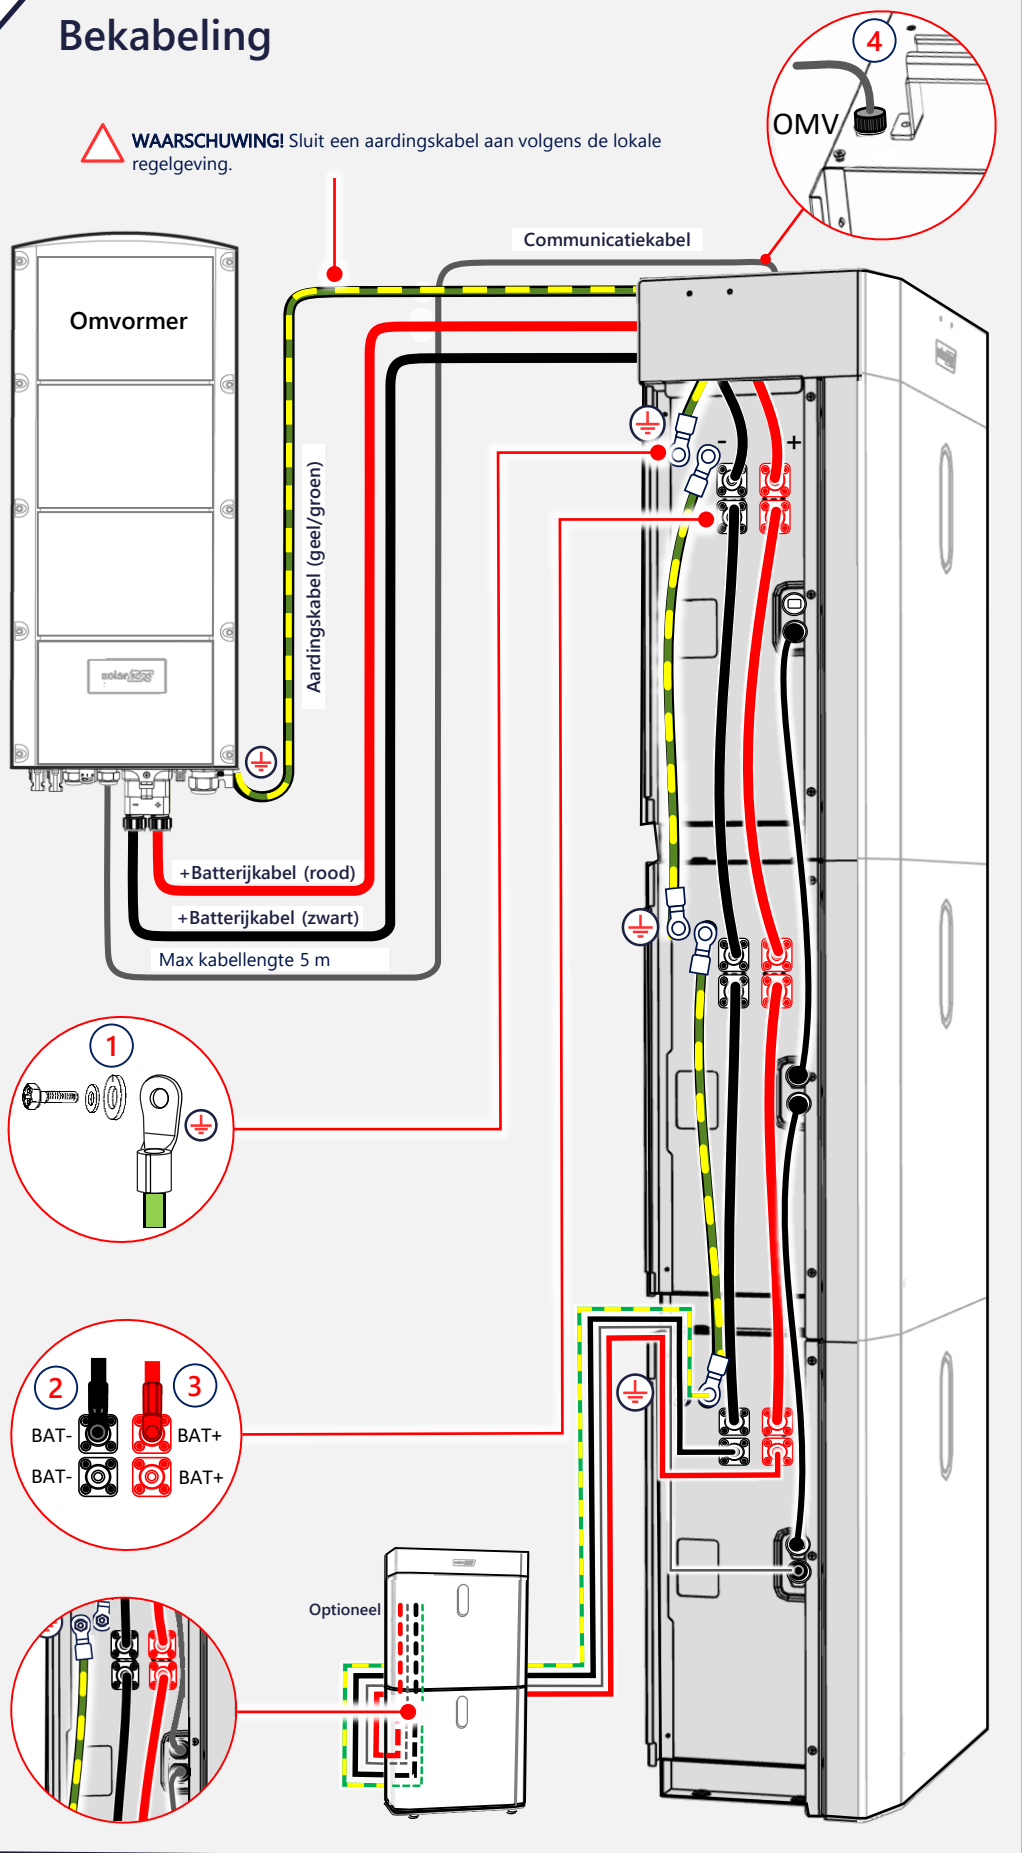 Bekabeling
4
OMV
WAARSCHUWING! Sluit een aardingskabel aan volgens de lokale
regelgeving.
Communicatiekabel
Omvormer
- +
Aardingskabel (geel/groen)
solaredge
- +
+Batterijkabel (rood)
+Batterijkabel (zwart)
Max kabellengte 5 m
1
2 3
BAT- BAT+
BAT- BAT+
Optioneel